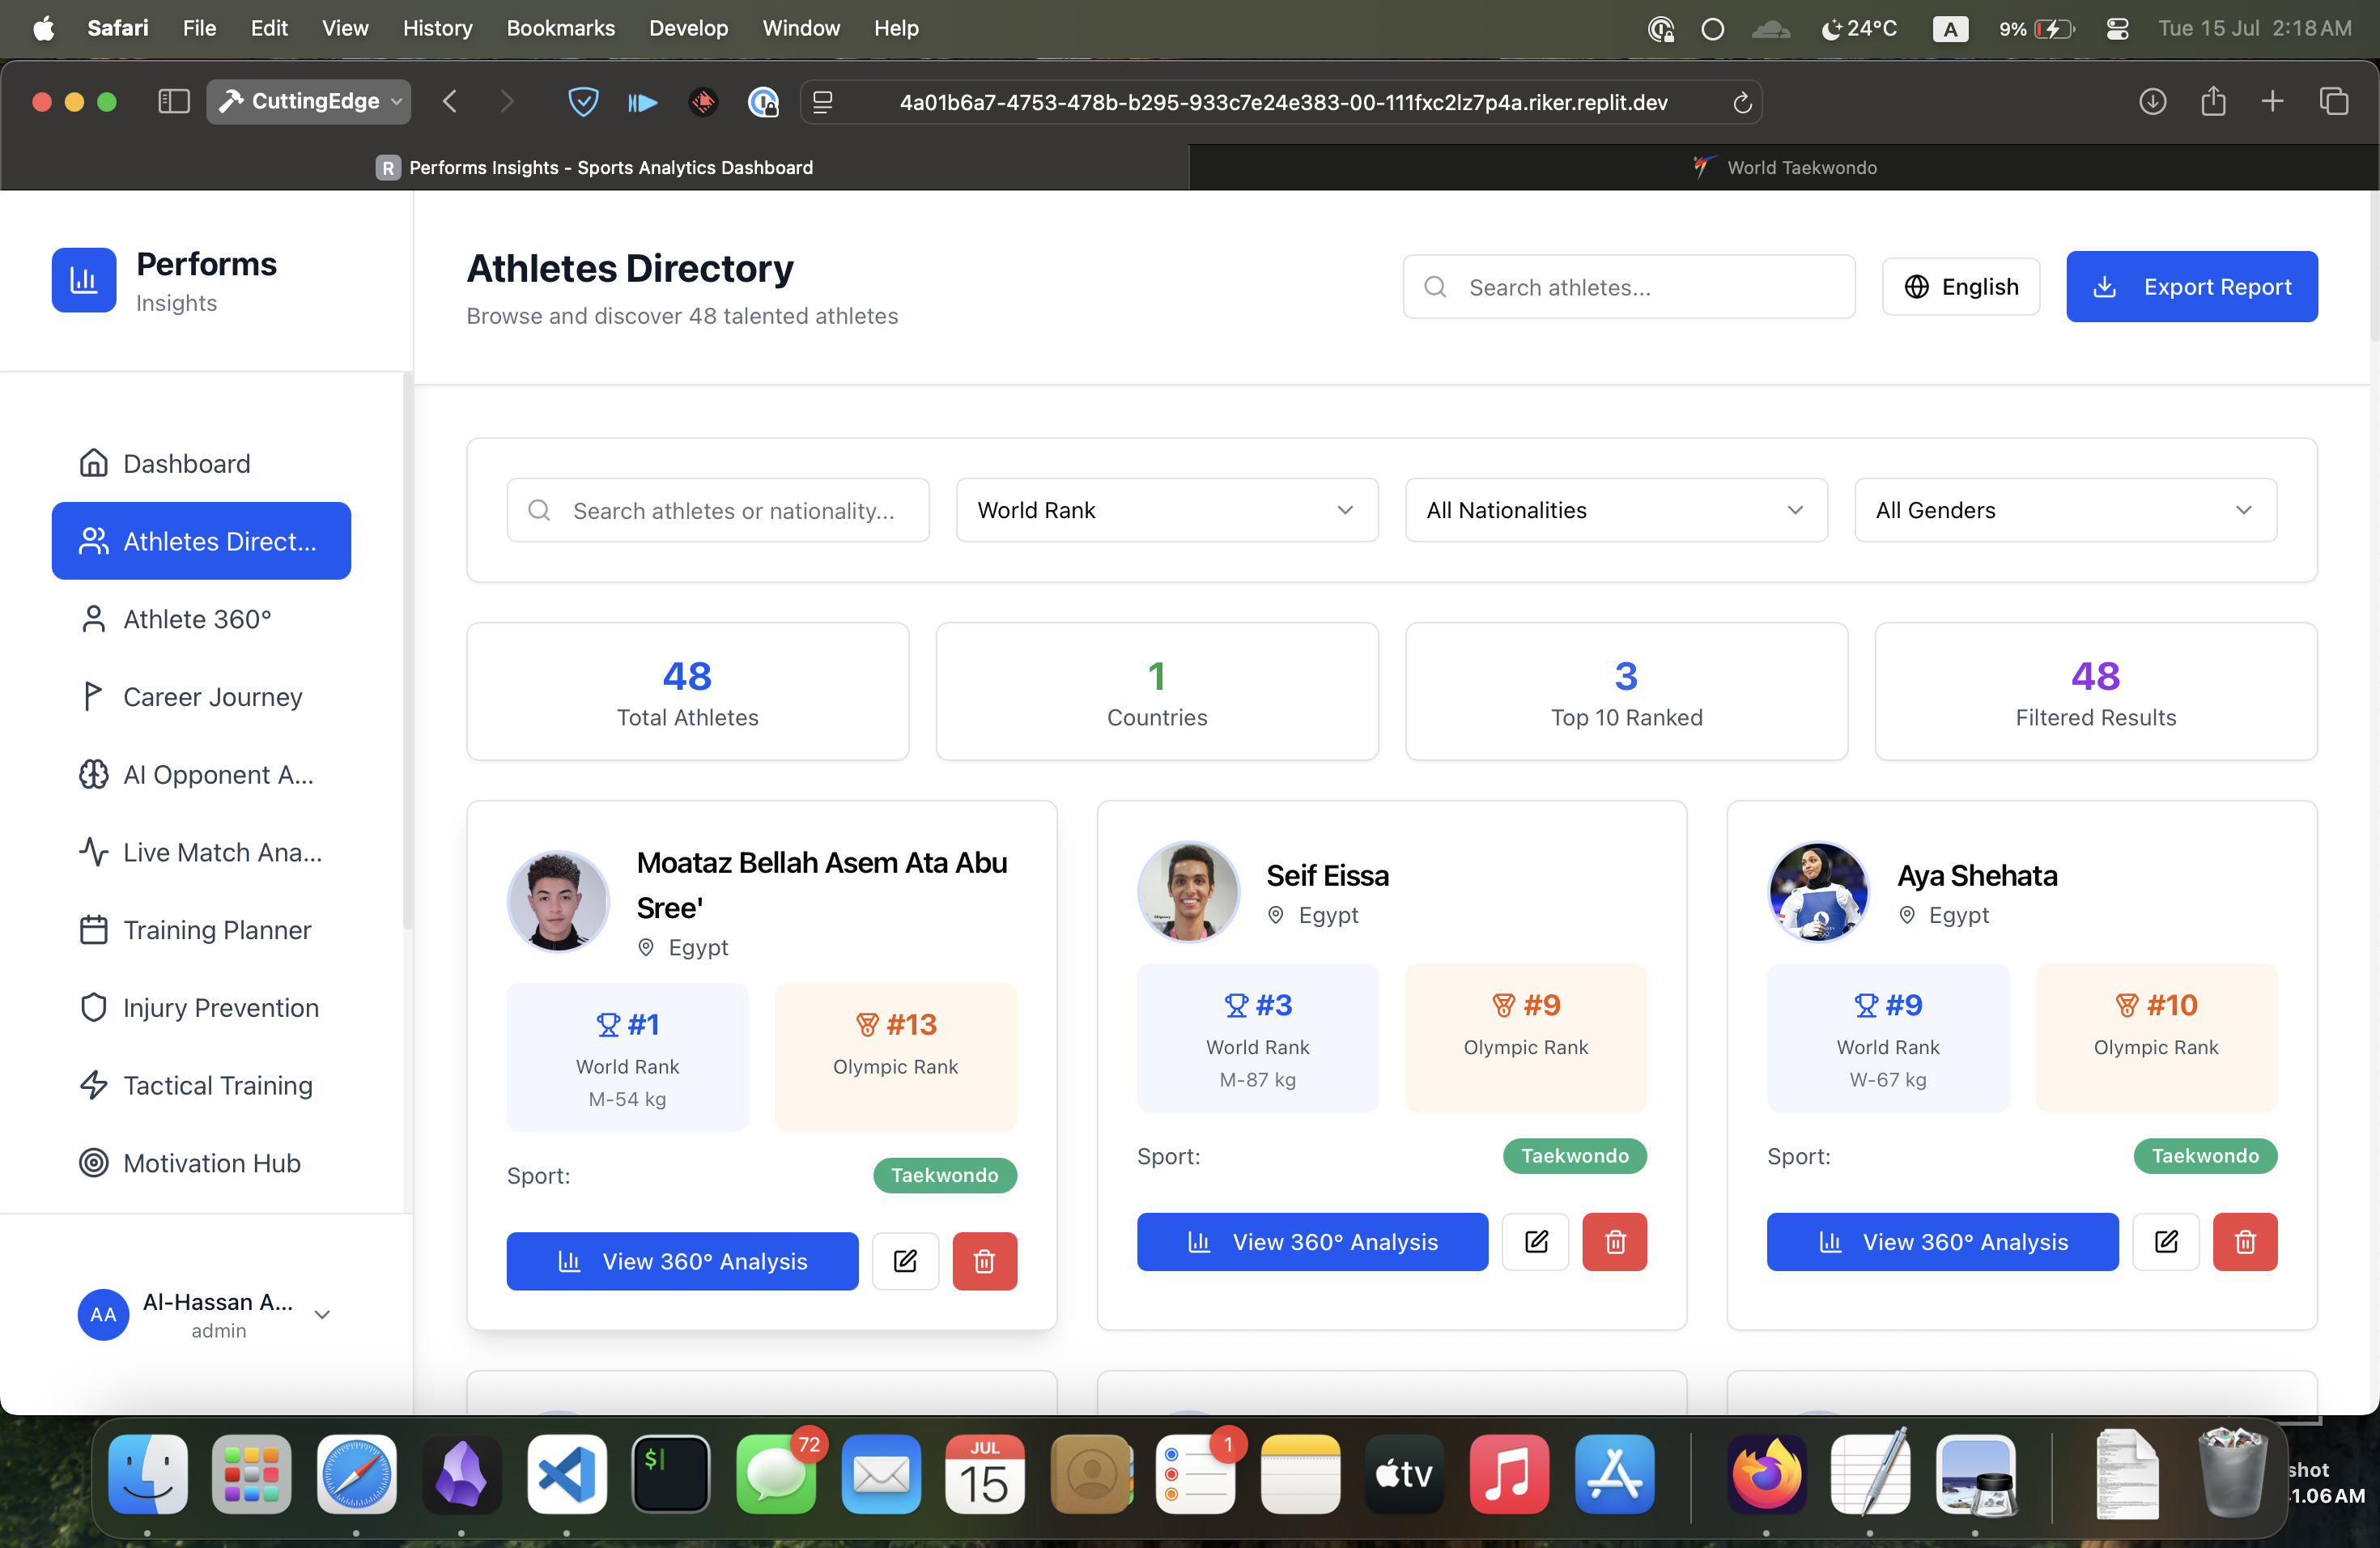 Safari File Edit View History Bookmarks Develop Window Help
24°C A 9% Tue 15 Jul 2:18 AM
CuttingEdge
4a01b6a7-4753-478b-b295-933c7e24e383-00-111fxc2lz7p4a.riker.replit.dev
R Performs Insights - Sports Analytics Dashboard
World Taekwondo
Performs
Insights
Dashboard
Athletes Direct...
Athlete 360°
Career Journey
AI Opponent A...
Live Match Ana...
Training Planner
Injury Prevention
Tactical Training
Motivation Hub
AA
Al-Hassan A...
admin
Athletes Directory
Browse and discover 48 talented athletes
Search athletes...
English
Export Report
Search athletes or nationality...
World Rank
All Nationalities
All Genders
48
Total Athletes
1
Countries
3
Top 10 Ranked
48
Filtered Results
Moataz Bellah Asem Ata Abu
Sree'
Egypt
#1
World Rank
M-54 kg
#13
Olympic Rank
Sport:
Taekwondo
View 360° Analysis
Seif Eissa
Egypt
#3
World Rank
M-87 kg
#9
Olympic Rank
Sport:
Taekwondo
View 360° Analysis
Aya Shehata
Egypt
#9
World Rank
W-67 kg
#10
Olympic Rank
Sport:
Taekwondo
View 360° Analysis
$
72
JUL
15
1
tv
shot
1.06 AM